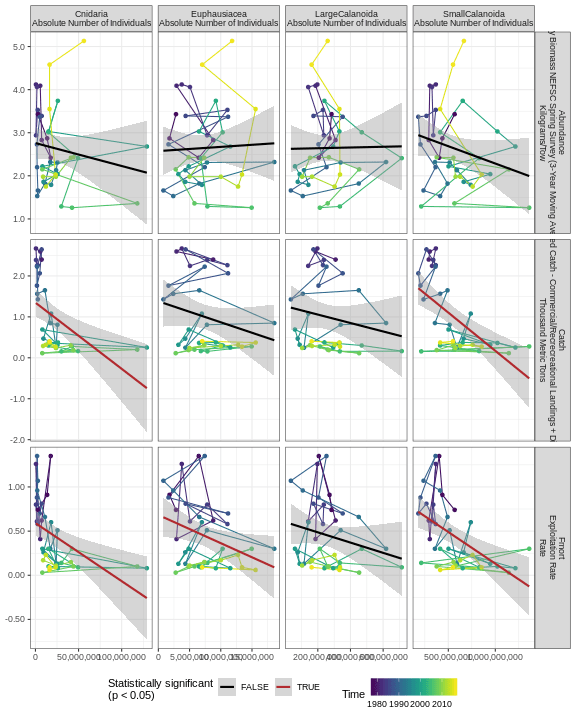 Cnidaria
Absolute Number of Individuals
Euphausiacea
Absolute Number of Individuals
LargeCalanoida
Absolute Number of Individuals
SmallCalanoida
Absolute Number of Individuals
5.0
4.0
3.0
2.0
1.0
Abundance
y Biomass NEFSC Spring Survey (3-Year Moving Ave
Kilograms/Tow
2.0
1.0
0.0
-1.0
-2.0
Catch
ed Catch - Commercial/Recreational Landings + D
Thousand Metric Tons
1.00
0.50
0.00
-0.50
Fmort
Exploitation Rate
Rate
0 50,000,000 100,000,000
0 5,000,000 10,000,000 15,000,000
200,000,000 400,000,000 600,000,000 800,000,000
500,000,000 1,000,000,000
Statistically significant
(p < 0.05)
FALSE
TRUE
Time
1980 1990 2000 2010